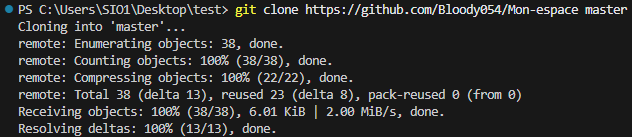 PS C:\Users\SIO1\Desktop\test> git clone https://github.com/Bloody054/Mon-espace master
Cloning into 'master'...
remote: Enumerating objects: 38, done.
remote: Counting objects: 100% (38/38), done.
remote: Compressing objects: 100% (22/22), done.
remote: Total 38 (delta 13), reused 23 (delta 8), pack-reused 0 (from 0)
Receiving objects: 100% (38/38), 6.01 KiB | 2.00 MiB/s, done.
Resolving deltas: 100% (13/13), done.